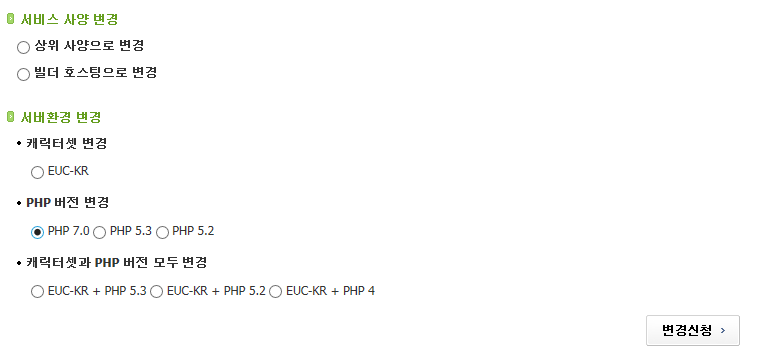 서비스 사양 변경
상위 사양으로 변경
빌더 호스팅으로 변경
서버환경 변경
• 캐릭터셋 변경
EUC-KR
• PHP 버전 변경
PHP 7.0 PHP 5.3 PHP 5.2
• 캐릭터셋과 PHP 버전 모두 변경
EUC-KR + PHP 5.3 EUC-KR + PHP 5.2 EUC-KR + PHP 4
변경신청 ›